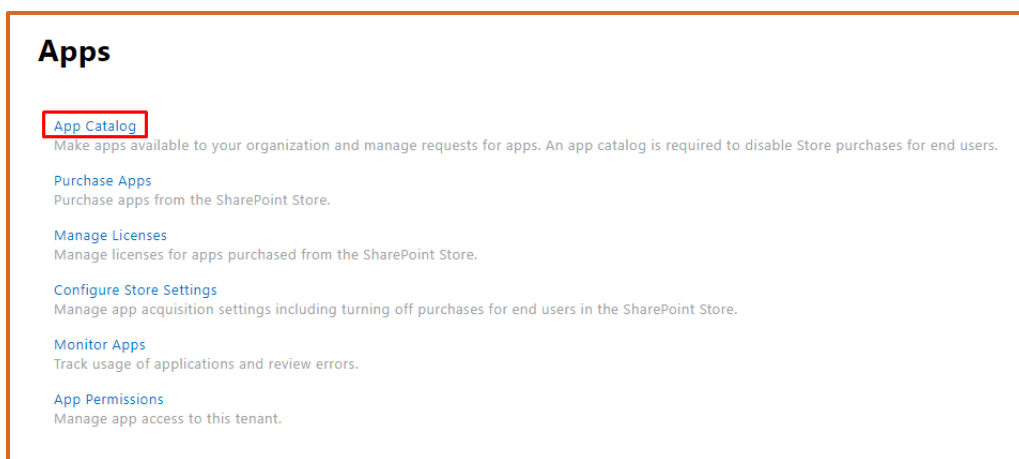 Apps
App Catalog
Make apps available to your organization and manage requests for apps. An app catalog is required to disable Store purchases for end users.
Purchase Apps
Purchase apps from the SharePoint Store.
Manage Licenses
Manage licenses for apps purchased from the SharePoint Store.
Configure Store Settings
Manage app acquisition settings including turning off purchases for end users in the SharePoint Store.
Monitor Apps
Track usage of applications and review errors.
App Permissions
Manage app access to this tenant.